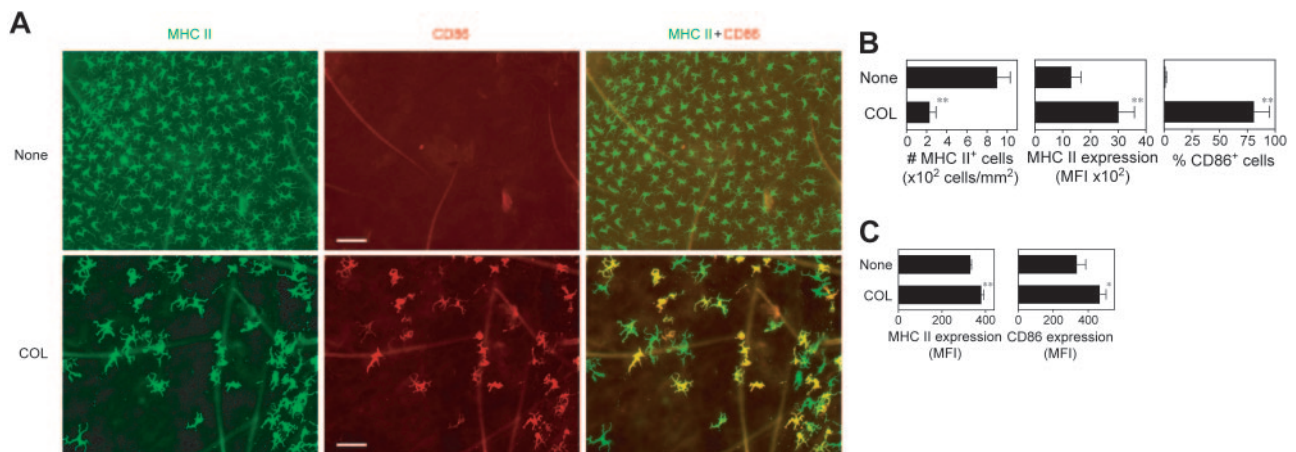 A
MHC II
CD86
MHC II + CD86
None
COL
B
None
COL
**
**
**
0 2 4 6 8 10
0 10 20 30 40
0 25 50 75 100
# MHC II+ cells
(x10² cells/mm²)
MHC II expression
(MFI x10²)
% CD86+ cells
C
None
COL
**
*
0 200 400
0 200 400
MHC II expression
(MFI)
CD86 expression
(MFI)